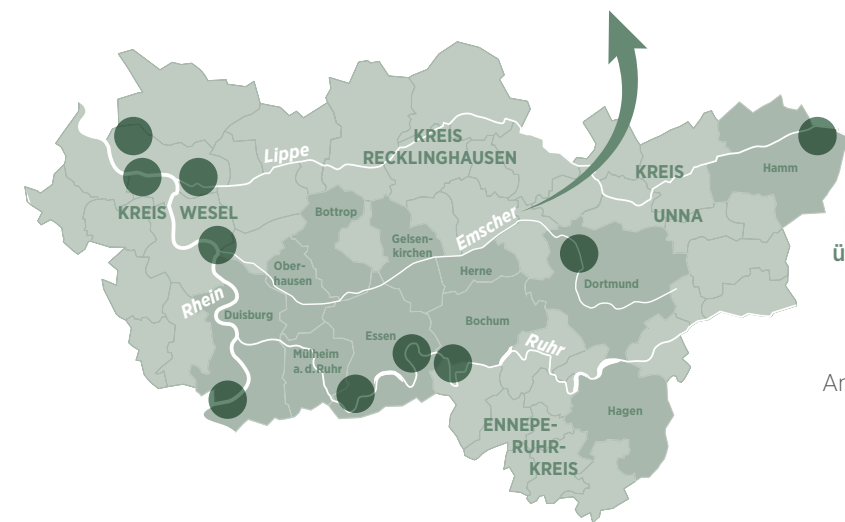 KREIS
RECKLINGHAUSEN
Lippe
KREIS
Hamm
KREIS WESEL
Bottrop
UNNA
Emscher
Gelsen-
kirchen
ü
Herne
Ober-
hausen
Dortmund
Rhein
Duisburg
Bochum
Essen
Ruhr
Mülheim
a. d. Ruhr
Ar
Hagen
ENNEPE-
RUHR-
KREIS